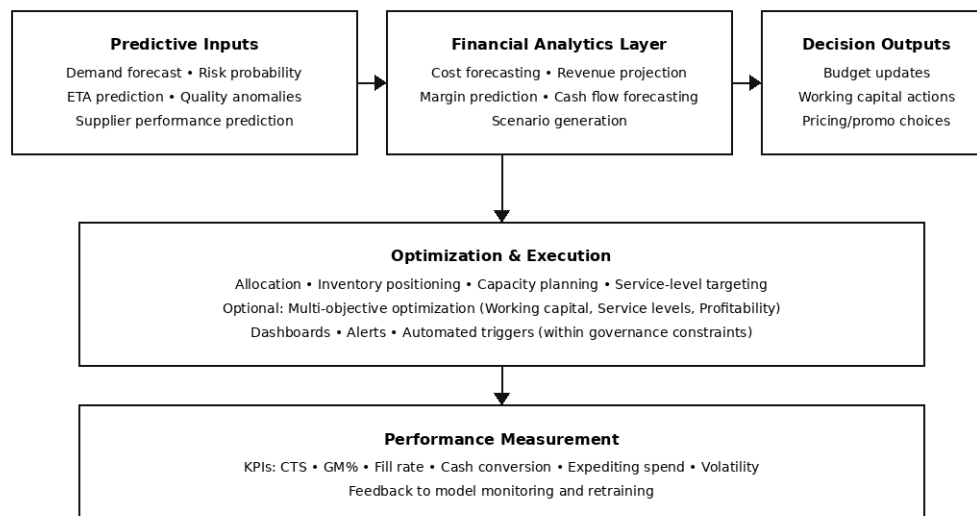 Predictive Inputs
Demand forecast • Risk probability
ETA prediction • Quality anomalies
Supplier performance prediction
Financial Analytics Layer
Cost forecasting • Revenue projection
Margin prediction • Cash flow forecasting
Scenario generation
Decision Outputs
Budget updates
Working capital actions
Pricing/promo choices
Optimization & Execution
Allocation • Inventory positioning • Capacity planning • Service-level targeting
Optional: Multi-objective optimization (Working capital, Service levels, Profitability)
Dashboards • Alerts • Automated triggers (within governance constraints)
Performance Measurement
KPIs: CTS • GM% • Fill rate • Cash conversion • Expediting spend • Volatility
Feedback to model monitoring and retraining